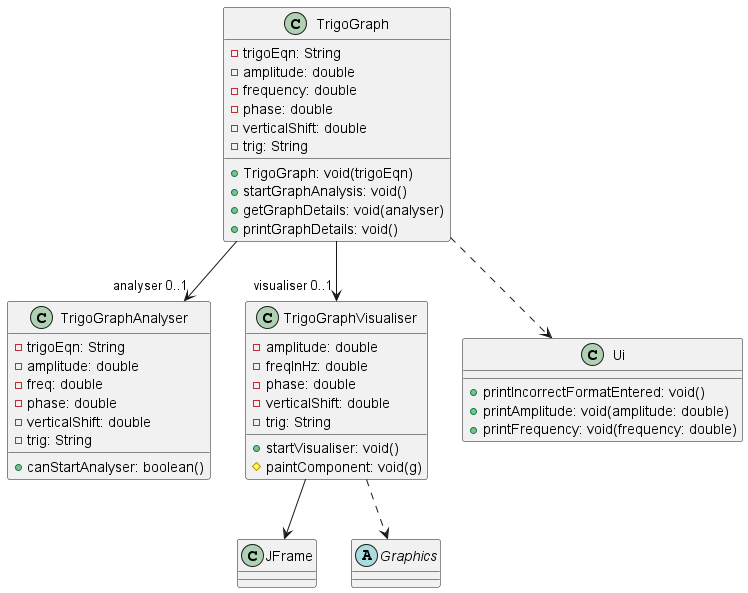 C TrigoGraph
trigoEqn: String
amplitude: double
frequency: double
phase: double
verticalShift: double
trig: String
TrigoGraph: void(trigoEqn)
startGraphAnalysis: void()
getGraphDetails: void(analyser)
printGraphDetails: void()
analyser 0..1
visualiser 0..1
C TrigoGraphAnalyser
trigoEqn: String
amplitude: double
freq: double
phase: double
verticalShift: double
trig: String
canStartAnalyser: boolean()
C TrigoGraphVisualiser
amplitude: double
freqInHz: double
phase: double
verticalShift: double
trig: String
startVisualiser: void()
paintComponent: void(g)
C Ui
printIncorrectFormatEntered: void()
printAmplitude: void(amplitude: double)
printFrequency: void(frequency: double)
C JFrame
A Graphics